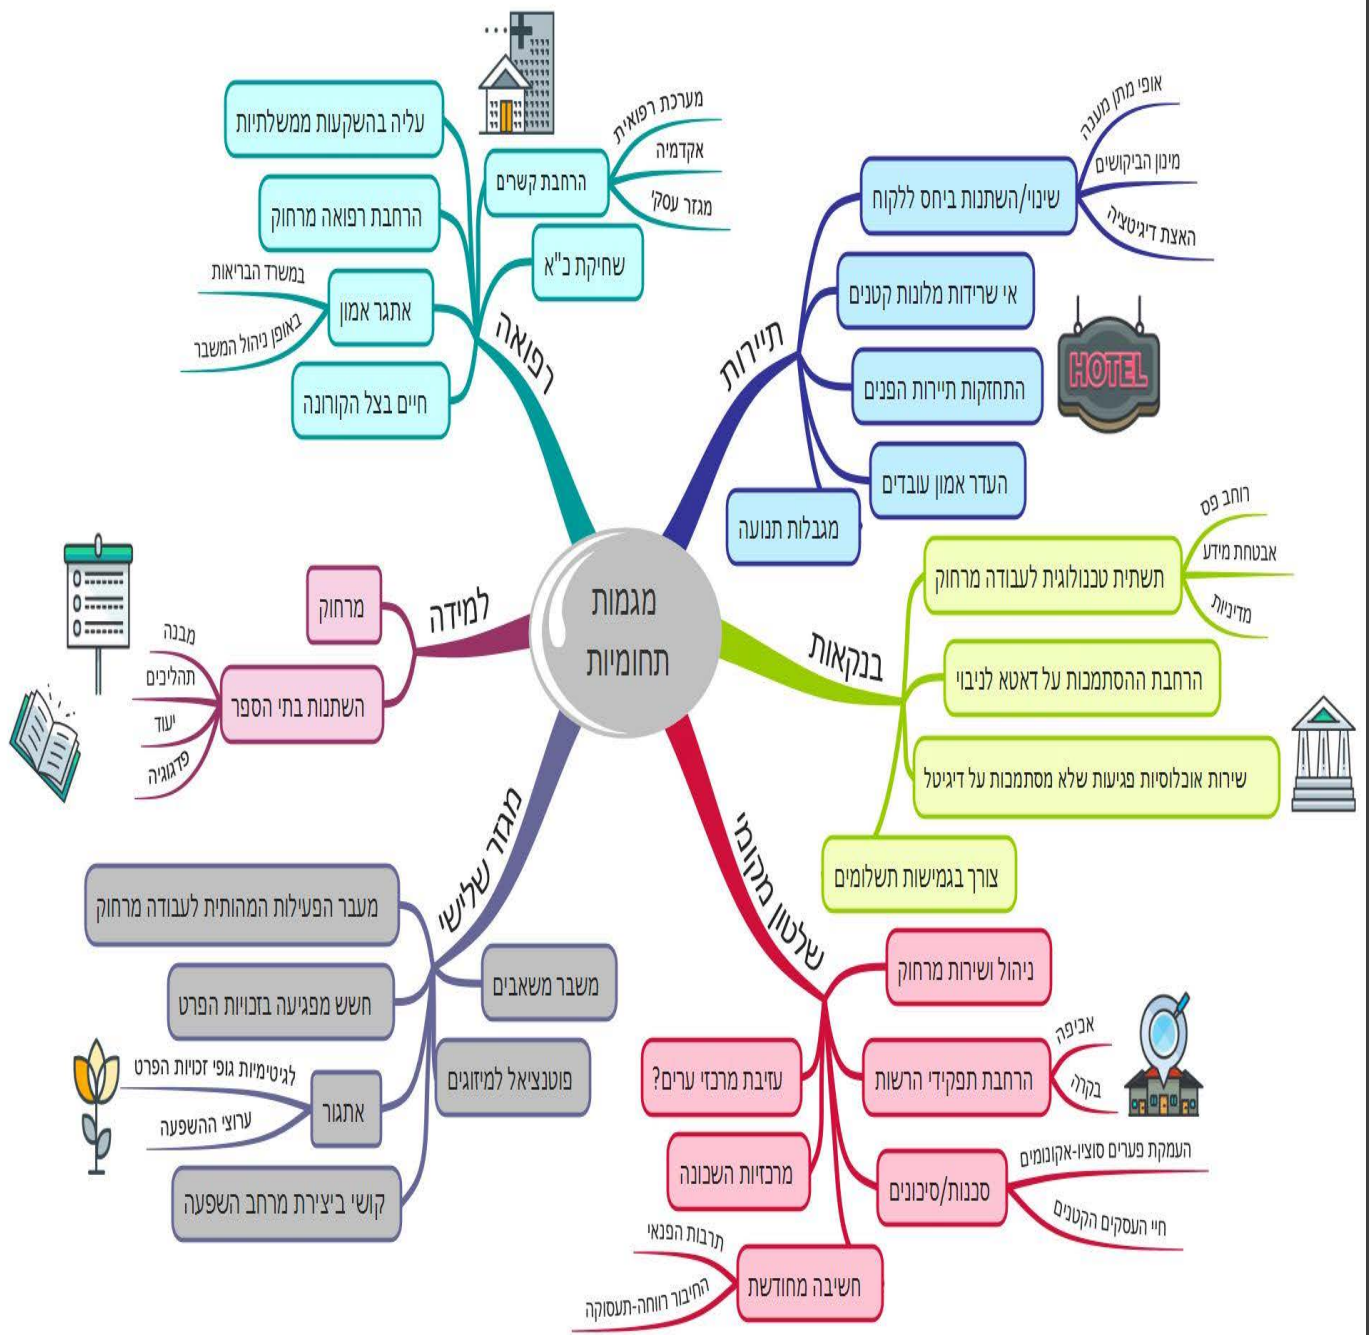 מגמות
תחומיות
תיירות
שינוי/השתנות ביחס ללקוח
אופי מתן מענה
מינון הביקושים
האצת דיגיטציה
אי שרידות מלונות קטנים
התחזקות תיירות הפנים
העדר אמון עובדים
מגבלות תנועה
HOTEL
בנקאות
תשתית טכנולוגית לעבודה מרחוק
רוחב פס
אבטחת מידע
מדיניות
הרחבת ההסתמכות על דאטא לניבוי
שירות אוכלוסיות פגיעות שלא מסתמכות על דיגיטל
צורך בגמישות תשלומים
שלטון מקומי
ניהול ושירות מרחוק
הרחבת תפקידי הרשות
אכיפה
בקרה
סכנות/סיכונים
העמקת פערים סוציו-אקונומים
חיי העסקים הקטנים
עזיבת מרכזי ערים?
מרכזיות השכונה
חשיבה מחודשת
תרבות הפנאי
החיבור רווחה-תעסוקה
מגזר שלישי
מעבר הפעילות המהותית לעבודה מרחוק
משבר משאבים
חשש מפגיעה בזכויות הפרט
פוטנציאל למיזוגים
אתגור
לגיטימיות גופי זכויות הפרט
ערוצי ההשפעה
קושי ביצירת מרחב השפעה
למידה
מרחוק
השתנות בתי הספר
מבנה
תהליכים
יעוד
פדגוגיה
רפואה
עליה בהשקעות ממשלתיות
הרחבת קשרים
מערכת רפואית
אקדמיה
מגזר עסקי
הרחבת רפואה מרחוק
שחיקת כ"א
אתגר אמון
במשרד הבריאות
באופן ניהול המשבר
חיים בצל הקורונה